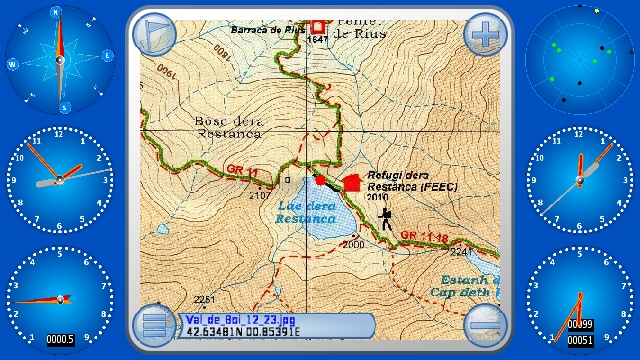 N
W
E
S
Barraca de Rius
1647
de Rius
1600
1900
Bosc dera
Restanca
GR 11
2107
Refugi dera
Restanca (FEEC)
2010
Lac dera
Restanca
2000
GR 11-18
2241
Estanh d
Cap deth
2251
Val_de_Boi_12_23.jpg
42.63481N 00.85391E
12
1
2
3
4
5
6
7
8
9
10
11
12
1
2
3
4
5
6
7
8
9
10
11
1
2
3
4
5
6
7
8
9
0000.5
1
2
3
4
5
6
7
8
9
00099
00051